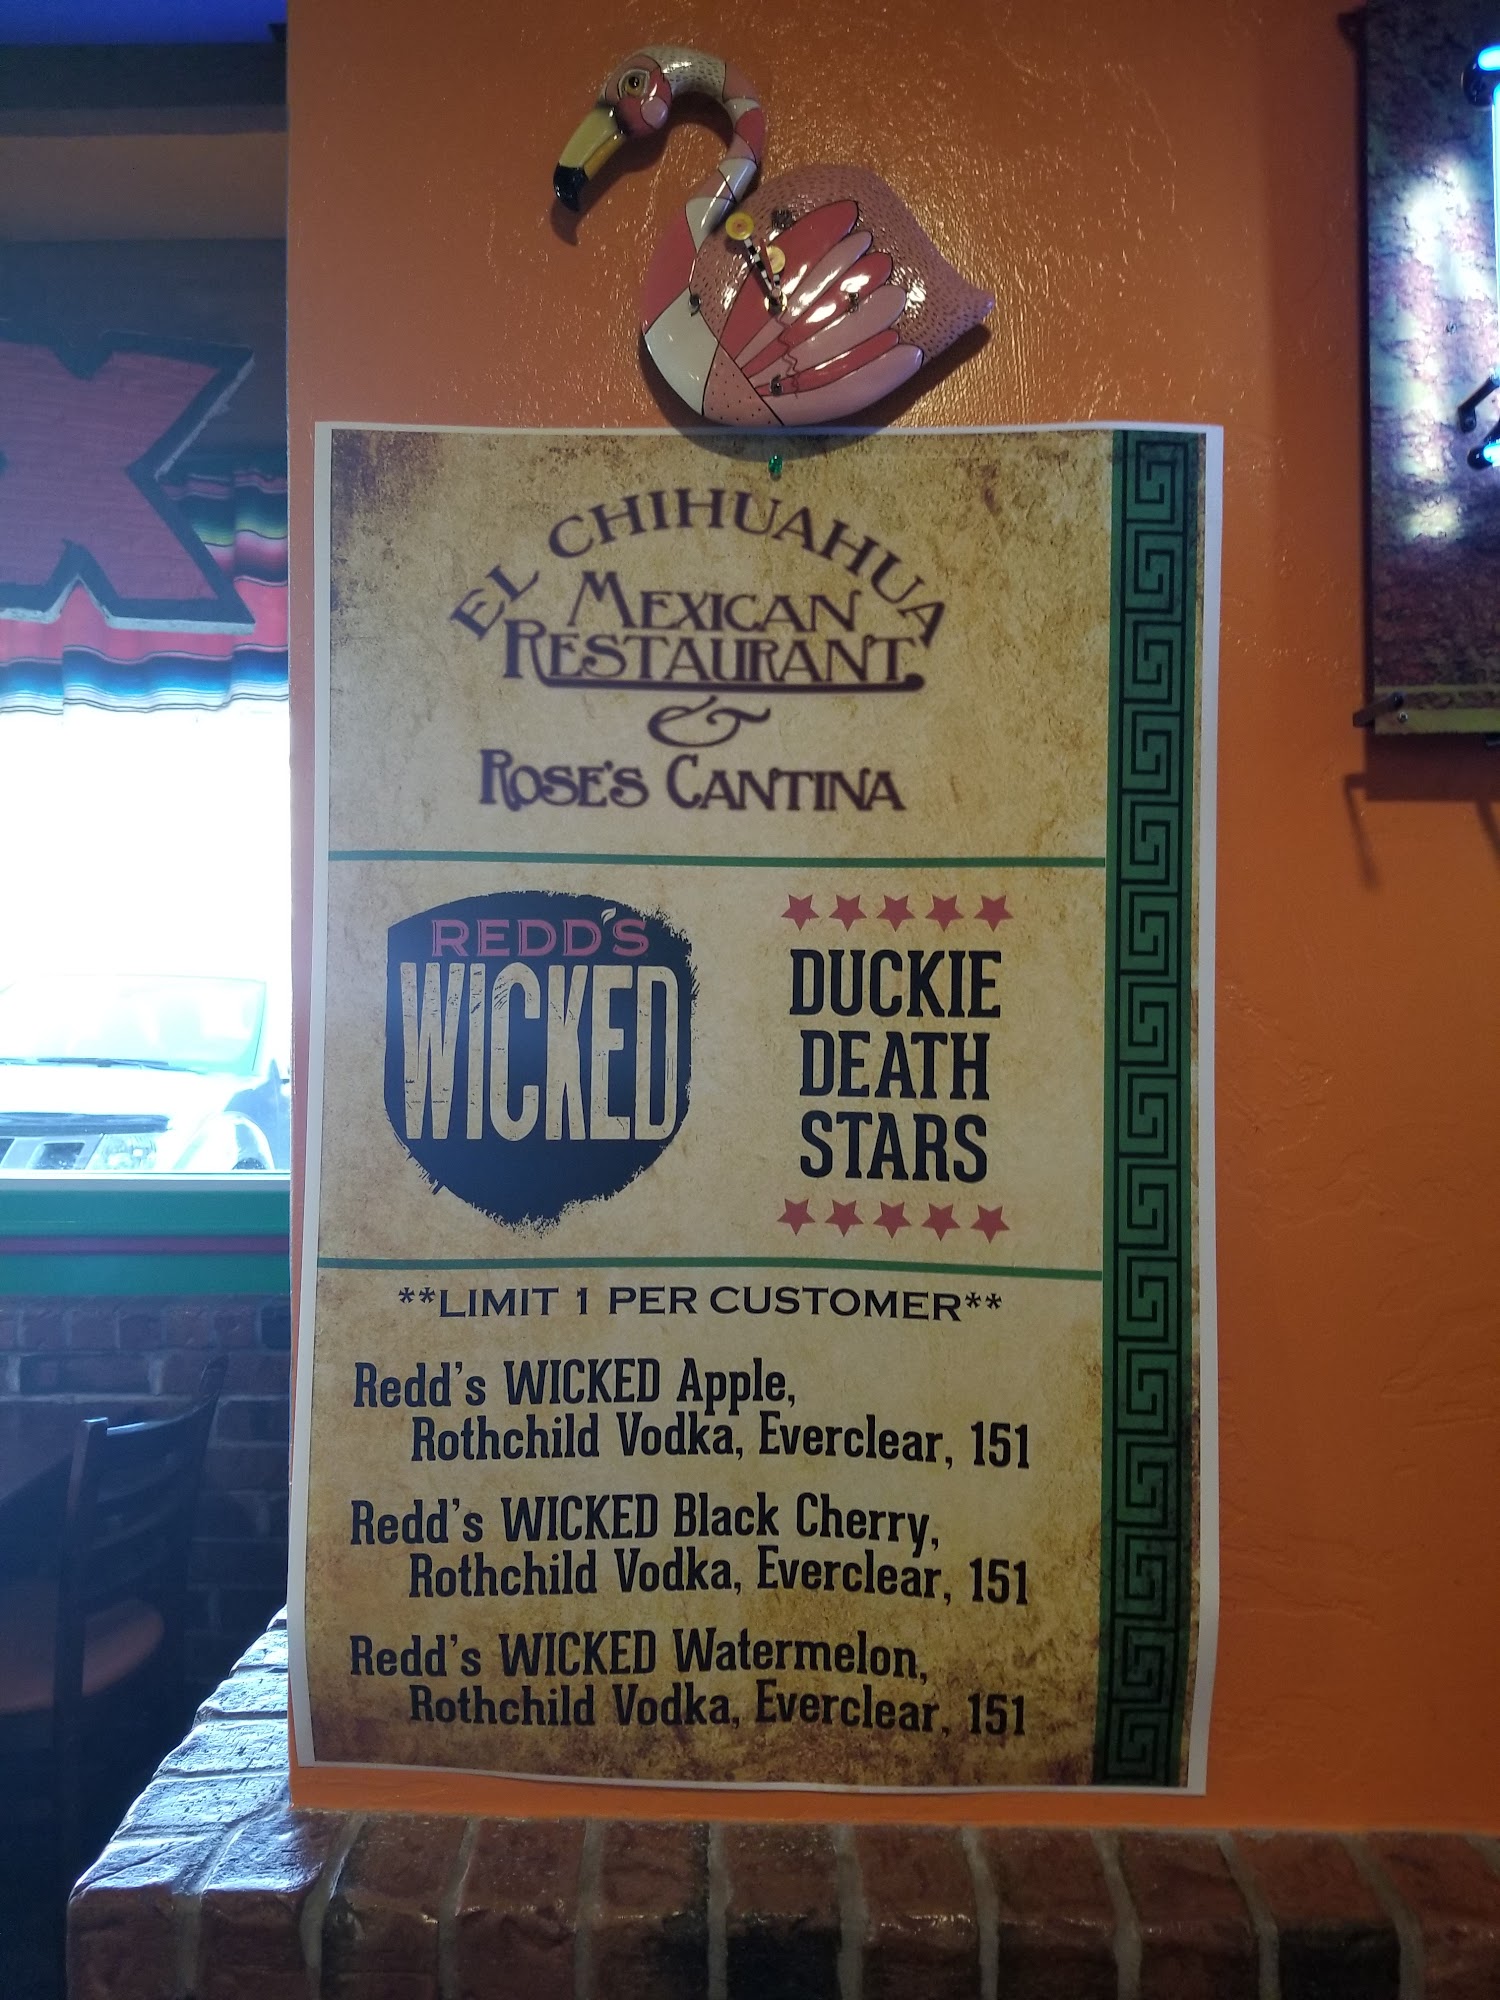 EL CHIHUAHUA
MEXICAN
RESTAURANT
&
ROSE'S CANTINA
REDD'S
WICKED
DUCKIE
DEATH
STARS
**LIMIT 1 PER CUSTOMER**
Redd's WICKED Apple,
Rothchild Vodka, Everclear, 151
Redd's WICKED Black Cherry,
Rothchild Vodka, Everclear, 151
Redd's WICKED Watermelon,
Rothchild Vodka, Everclear, 151
X